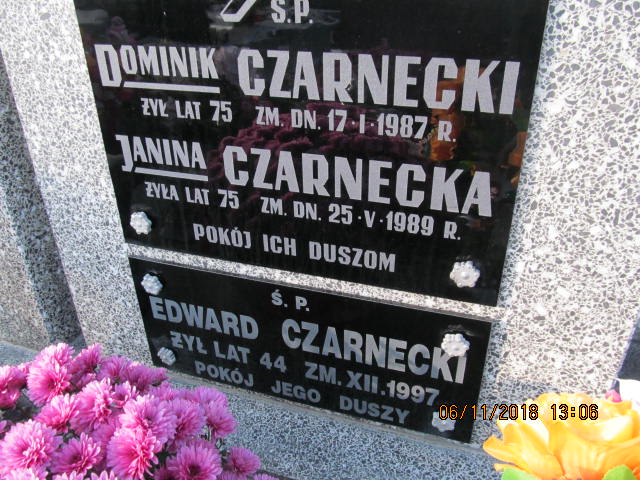 Ś.P.
DOMINIK CZARNECKI
ŻYŁ LAT 75 ZM. DN. 17·I·1987 R.
JANINA CZARNECKA
ŻYŁA LAT 75 ZM. DN. 25·V·1989 R.
POKÓJ ICH DUSZOM
Ś. P.
EDWARD CZARNECKI
ŻYŁ LAT 44 ZM. XII. 1997
POKÓJ JEGO DUSZY
06/11/2018 13:06